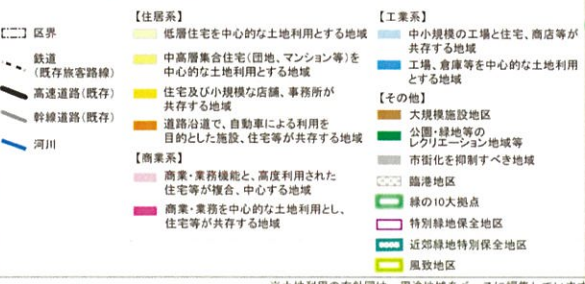 区界
鉄道
(既存旅客路線)
高速道路(既存)
幹線道路(既存)
河川
【住居系】
低層住宅を中心的な土地利用とする地域
中高層集合住宅(団地、マンション等)を
中心的な土地利用とする地域
住宅及び小規模な店舗、事務所が
共存する地域
道路沿道で、自動車による利用を
目的とした施設、住宅等が共存する地域
【商業系】
商業・業務機能と、高度利用された
住宅等が複合、中心する地域
商業・業務を中心的な土地利用とし、
住宅等が共存する地域
【工業系】
中小規模の工場と住宅、商店等が
共存する地域
工場、倉庫等を中心的な土地利用
とする地域
【その他】
大規模施設地区
公園・緑地等の
レクリエーション地域等
市街化を抑制すべき地域
臨港地区
緑の10大拠点
特別緑地保全地区
近郊緑地特別保全地区
風致地区